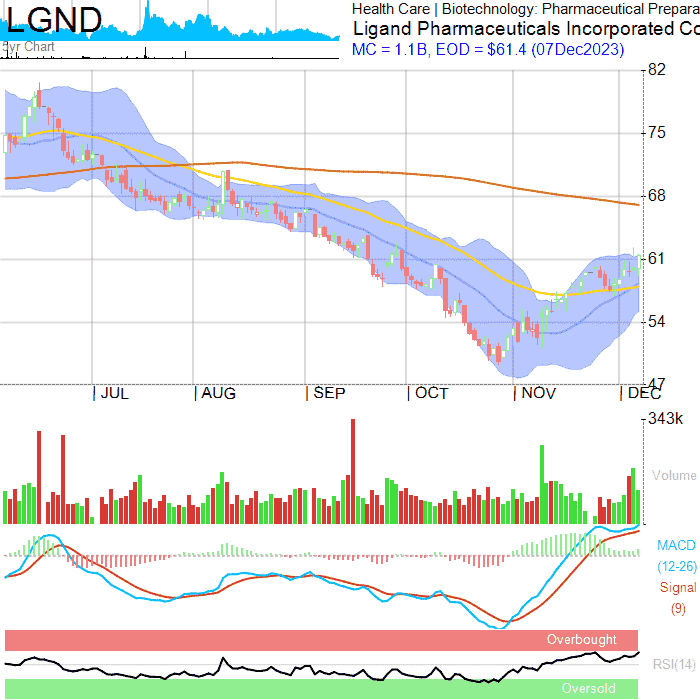 LGND
5yr Chart
Health Care | Biotechnology: Pharmaceutical Prepara
Ligand Pharmaceuticals Incorporated Co
MC = 1.1B, EOD = $61.4 (07Dec2023)
82
75
68
61
54
47
JUL AUG SEP OCT NOV DEC
343k
Volume
MACD
(12-26)
Signal
(9)
Overbought
RSI(14)
Oversold